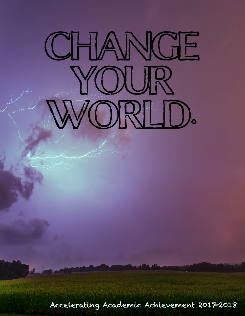 CHANGE
YOUR
WORLD.
Accelerating Academic Achievement 2017-2018